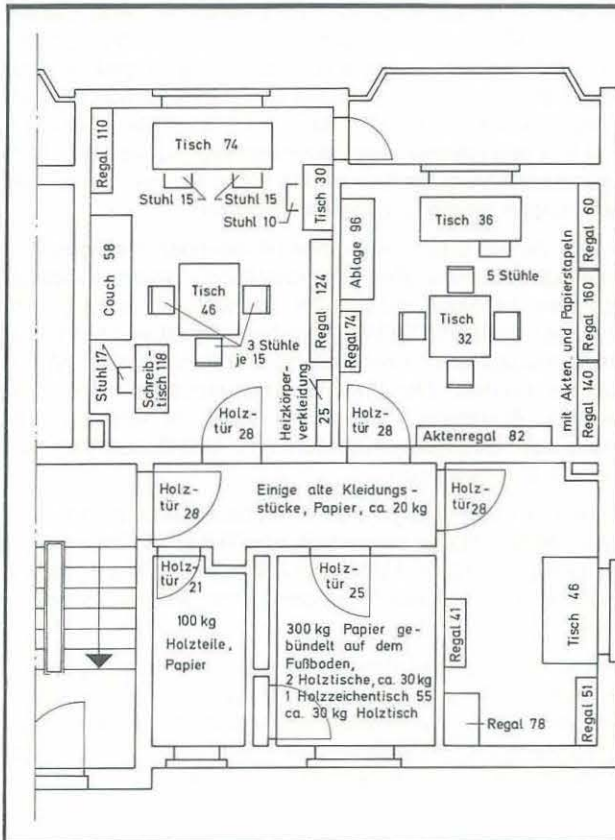 Regal 110
Tisch 74
Stuhl 15
Stuhl 15
Tisch 30
Stuhl 10
Couch 58
Tisch
46
Regal 124
3 Stühle
je 15
Stuhl 17
Schreib-
tisch 118
Heizkörper-
verkleidung
25
Holz-
tür
28
Ablage 96
Tisch 36
Regal 60
5 Stühle
Regal 160
Tisch
32
Regal 74
mit Akten und Papierstapeln
Regal 140
Holz-
tür
28
Aktenregal 82
Holz-
tür
28
Einige alte Kleidungs-
stücke, Papier, ca. 20 kg
Holz-
tür
28
Holz-
tür
21
100 kg
Holzteile,
Papier
Holz-
tür
25
300 kg Papier ge-
bündelt auf dem
Fußboden,
2 Holztische, ca. 30 kg
1 Holzzeichentisch 55
ca. 30 kg Holztisch
Regal 41
Tisch 46
Regal 78
Regal 51